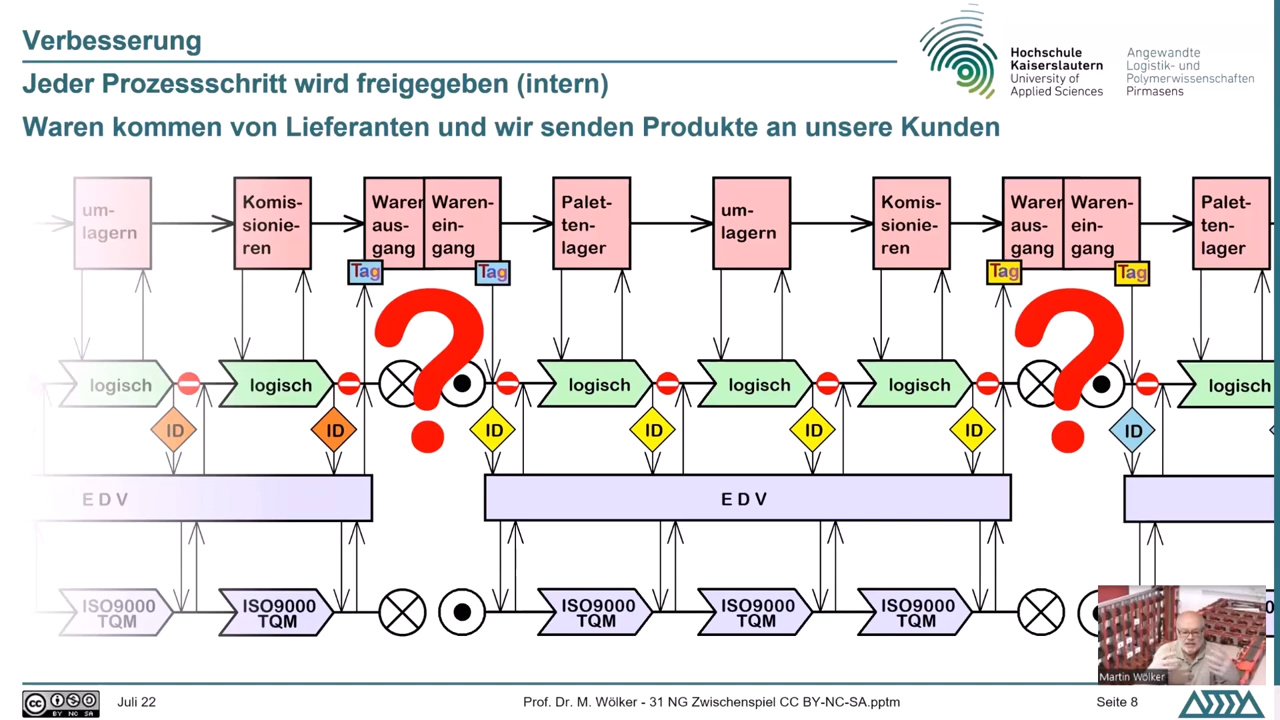 Verbesserung
Jeder Prozessschritt wird freigegeben (intern)
Waren kommen von Lieferanten und wir senden Produkte an unsere Kunden
Hochschule
Kaiserslautern
University of
Applied Sciences
Angewandte
Logistik- und
Polymerwissenschaften
Pirmasens
um-
lagern
Komis-
sionie-
ren
Waren
aus-
gang
Waren-
ein-
gang
Palet-
ten-
lager
um-
lagern
Komis-
sionie-
ren
Waren
aus-
gang
Waren-
ein-
gang
Palet-
ten-
lager
Tag
Tag
Tag
Tag
? ?
logisch
logisch
logisch
logisch
logisch
logisch
ID
ID
ID
ID
ID
ID
ID
E D V
E D V
ISO9000
TQM
ISO9000
TQM
ISO9000
TQM
ISO9000
TQM
ISO9000
TQM
Martin Wölker
cc BY NC SA
Juli 22
Prof. Dr. M. Wölker - 31 NG Zwischenspiel CC BY-NC-SA.pptm
Seite 8